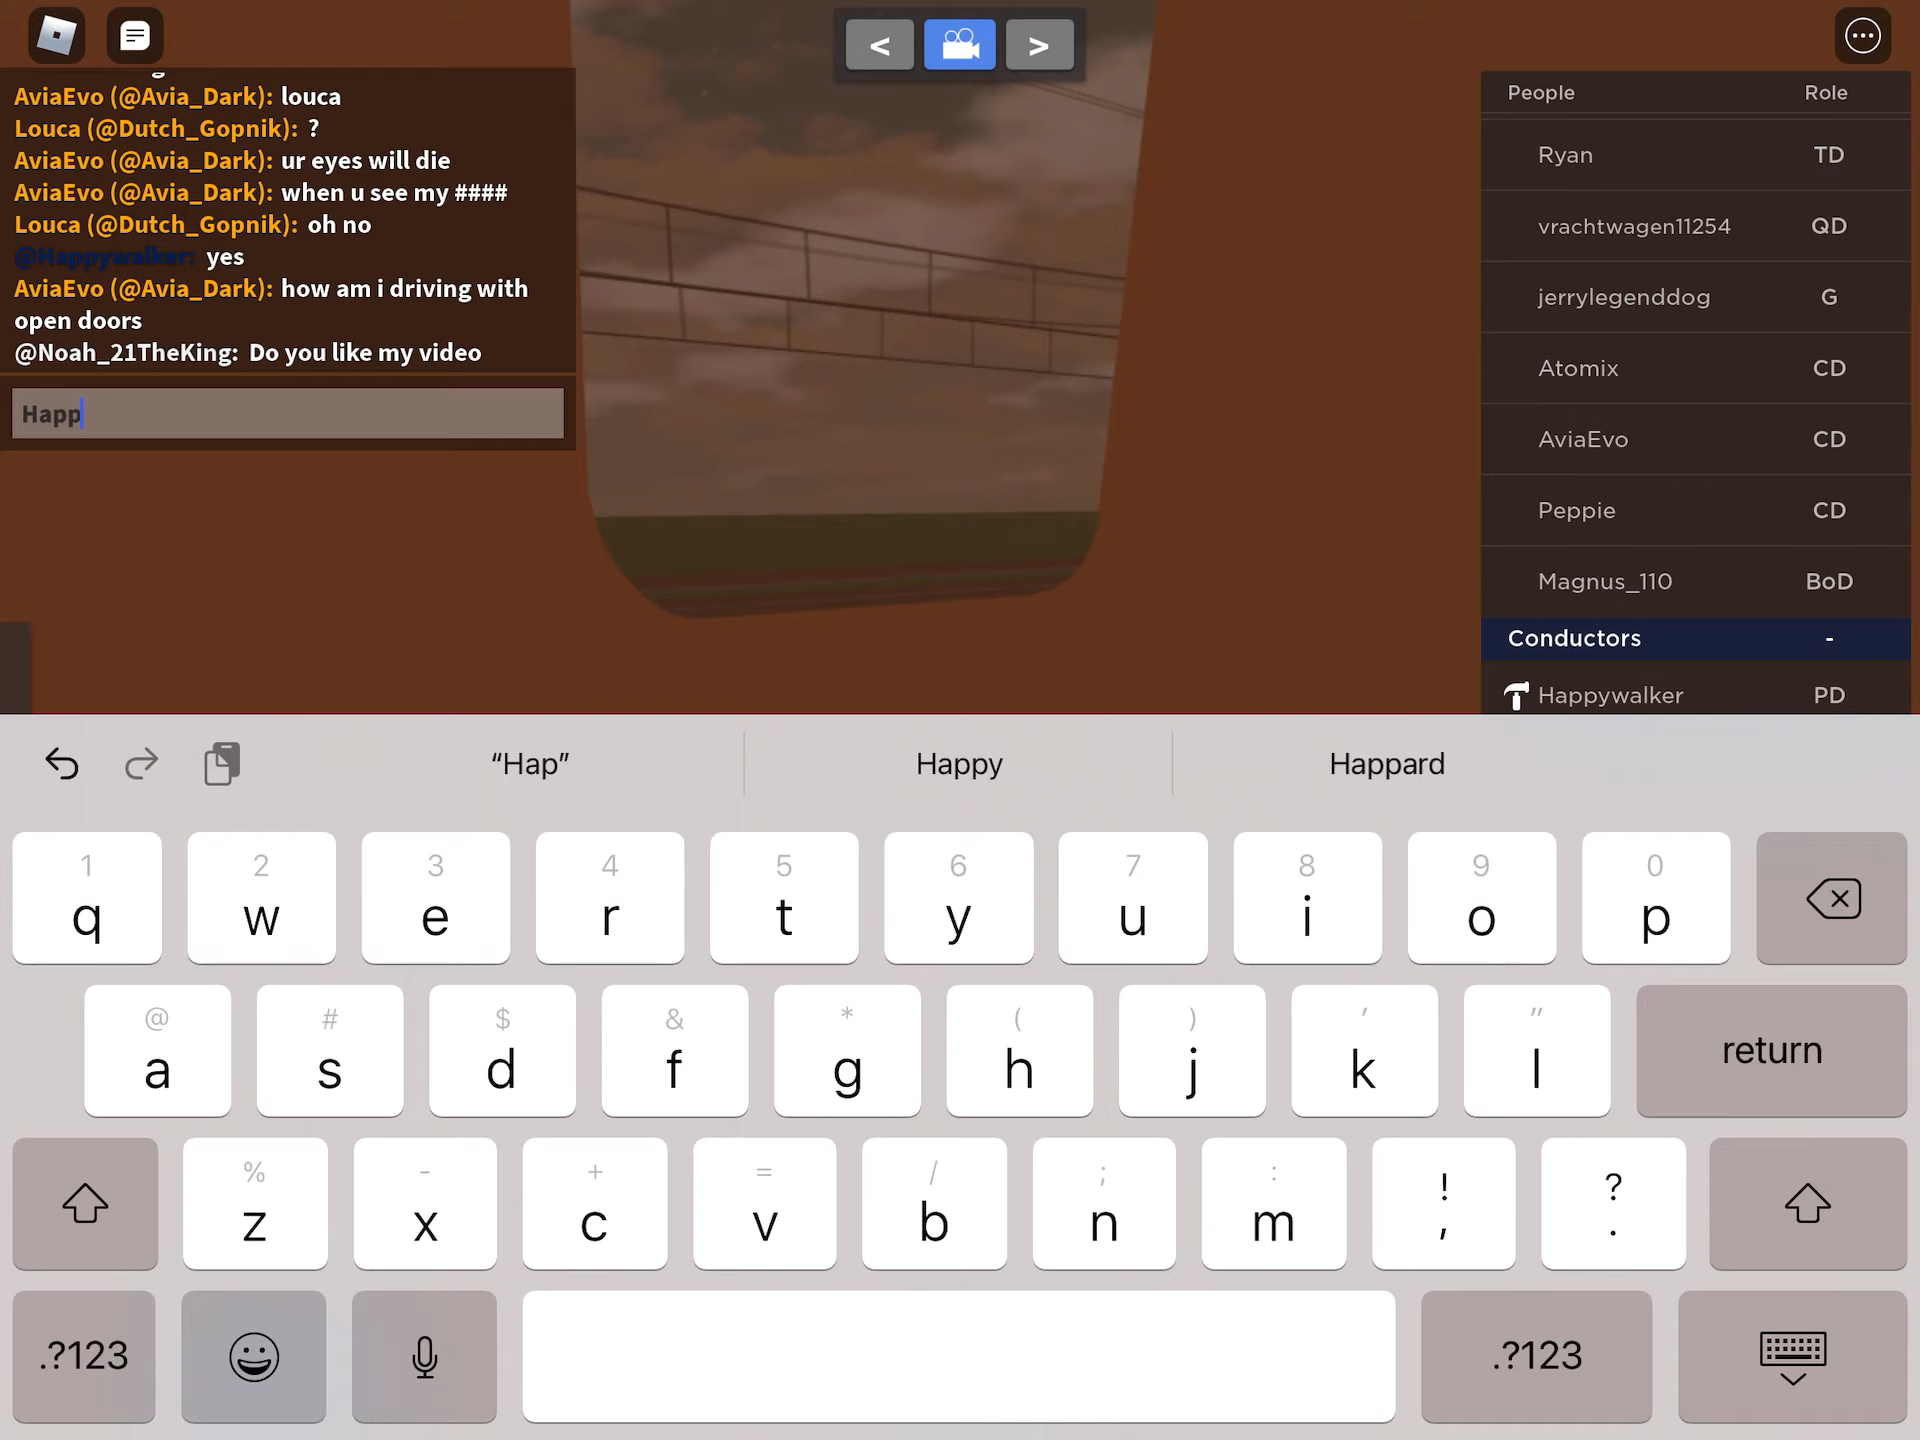 <
>
AviaEvo (@Avia_Dark): louca
Louca (@Dutch_Gopnik): ?
AviaEvo (@Avia_Dark): ur eyes will die
AviaEvo (@Avia_Dark): when u see my ####
Louca (@Dutch_Gopnik): oh no
@Happywalker: yes
AviaEvo (@Avia_Dark): how am i driving with
open doors
@Noah_21TheKing: Do you like my video
Happ
People Role
Ryan TD
vrachtwagen11254 QD
jerrylegenddog G
Atomix CD
AviaEvo CD
Peppie CD
Magnus_110 BoD
Conductors -
Happywalker PD
“Hap” Happy Happard
1 2 3 4 5 6 7 8 9 0
q w e r t y u i o p
@ # $ & * ( ) ' "
a s d f g h j k l return
% - + = / ; : ! ?
z x c v b n m , .
.?123 .?123